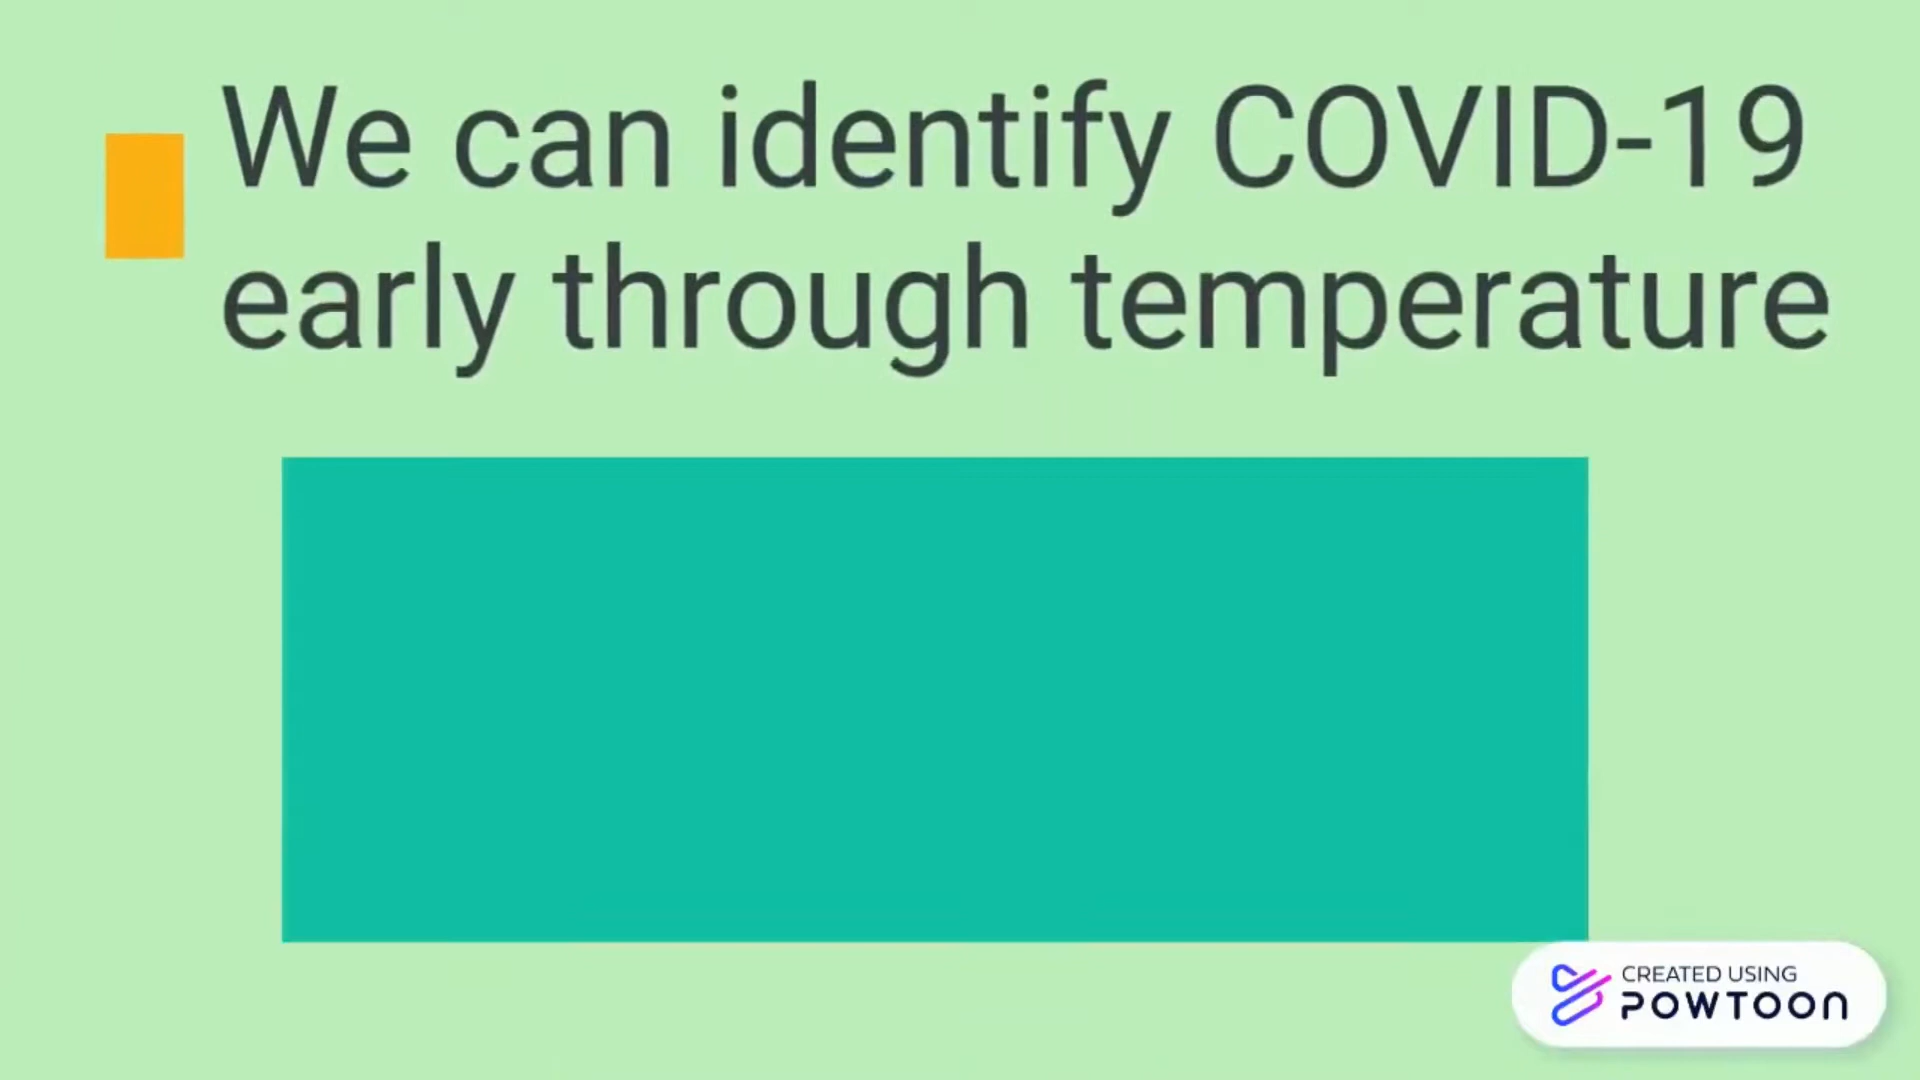 We can identify COVID-19
early through temperature
CREATED USING
POWTOON